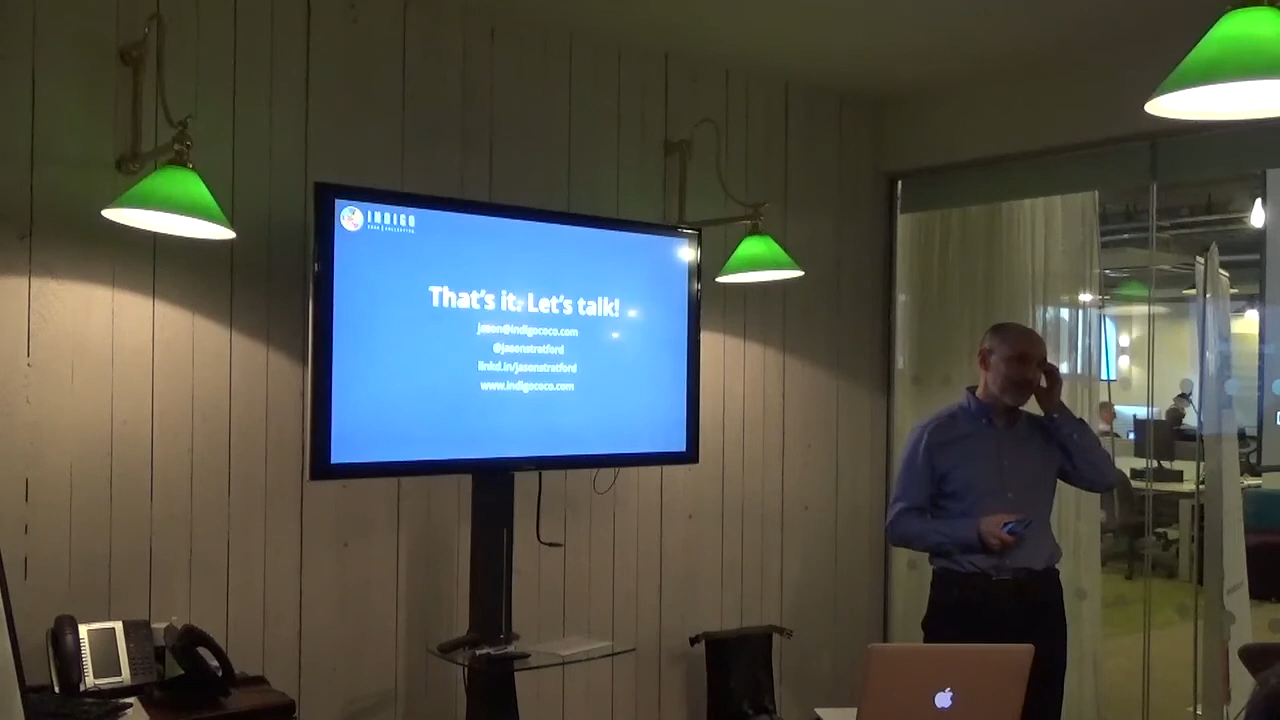 INDIGO
That's it. Let's talk!
jason@indigococo.com
@jasonstratford
linkd.in/jasonstratford
www.indigococo.com